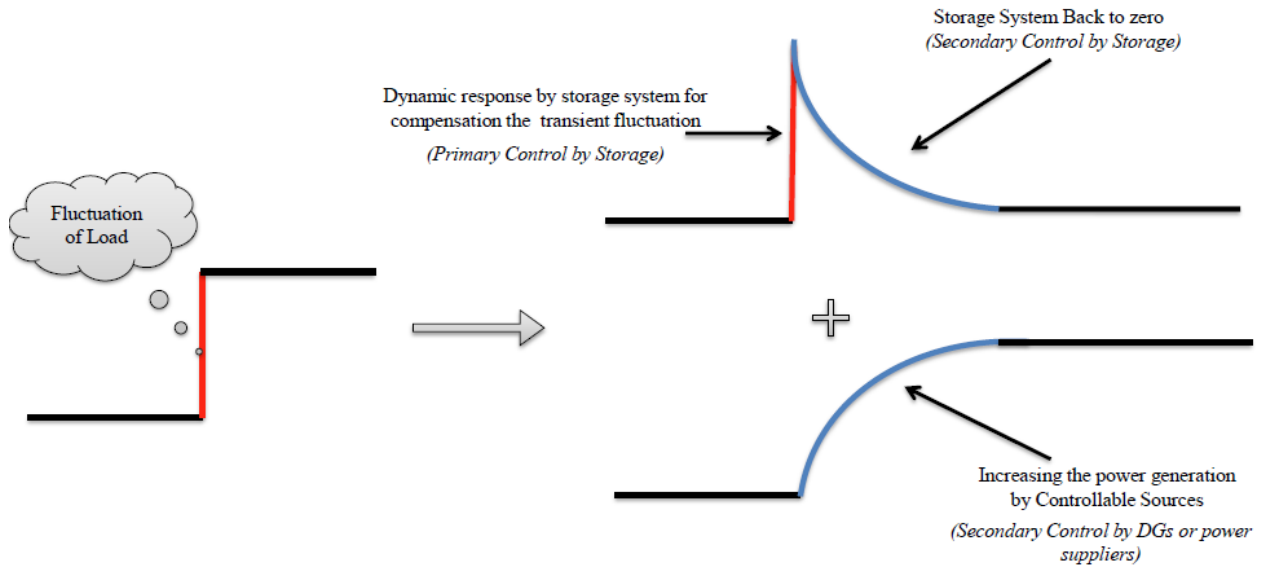 Storage System Back to zero
(Secondary Control by Storage)
Dynamic response by storage system for
compensation the transient fluctuation
(Primary Control by Storage)
Fluctuation
of Load
Increasing the power generation
by Controllable Sources
(Secondary Control by DGs or power
suppliers)